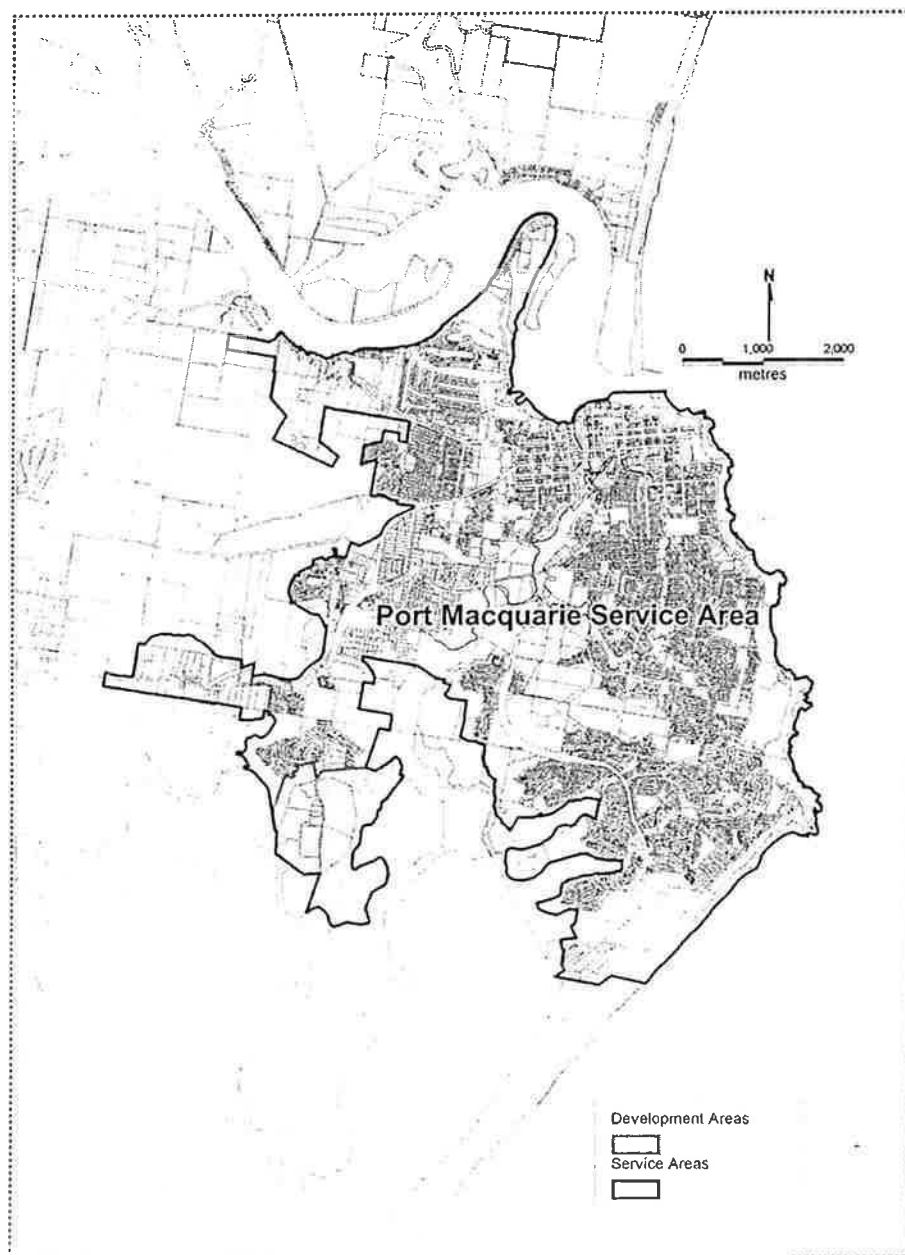 N
0 1,000 2,000
metres
Port Macquarie Service Area
Development Areas
Service Areas